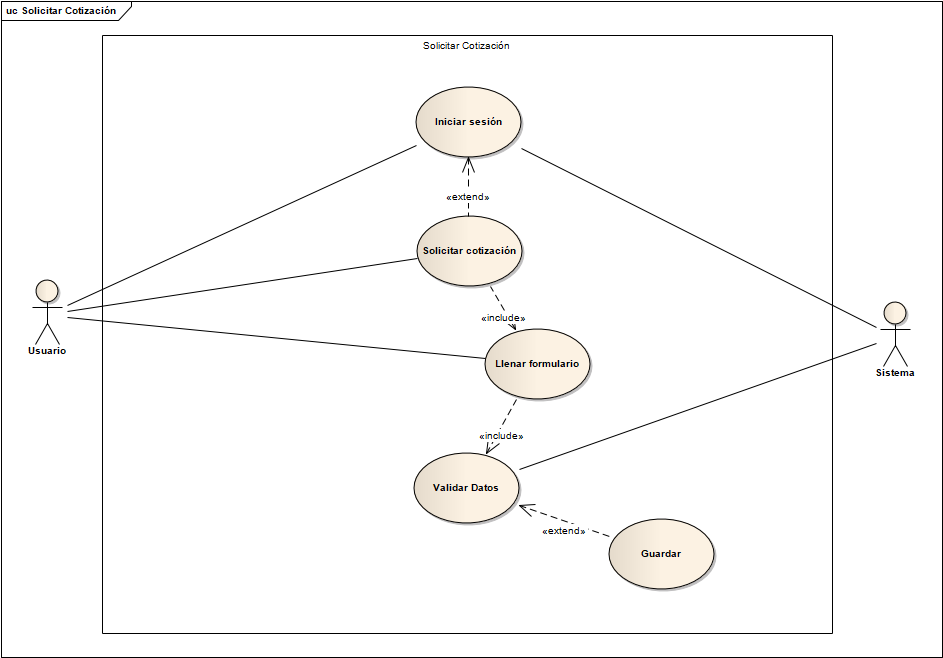 uc Solicitar Cotización
Solicitar Cotización
Iniciar sesión
«extend»
Solicitar cotización
«include»
Usuario
Llenar formulario
Sistema
«include»
Validar Datos
«extend»
Guardar